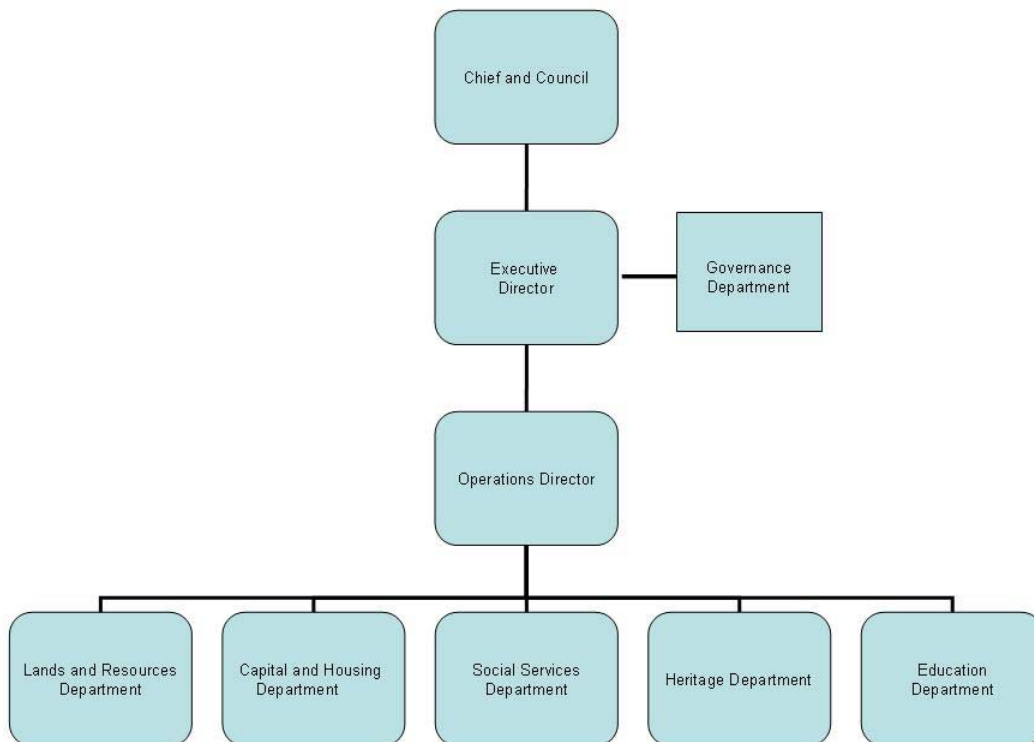 Chief and Council
Executive
Director
Governance
Department
Operations Director
Lands and Resources
Department
Capital and Housing
Department
Social Services
Department
Heritage Department
Education
Department